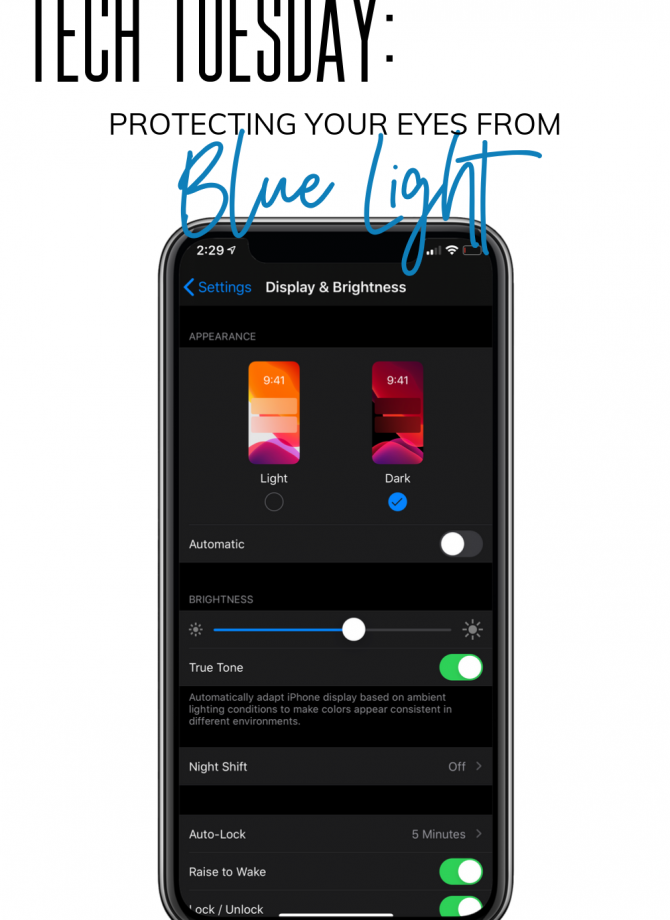 TECH TUESDAY:
PROTECTING YOUR EYES FROM
Blue Light
2:29
Settings Display & Brightness
APPEARANCE
9:41 9:41
Light Dark
Automatic
BRIGHTNESS
True Tone
Automatically adapt iPhone display based on ambient
lighting conditions to make colors appear consistent in
different environments.
Night Shift Off
Auto-Lock 5 Minutes
Raise to Wake
Lock / Unlock